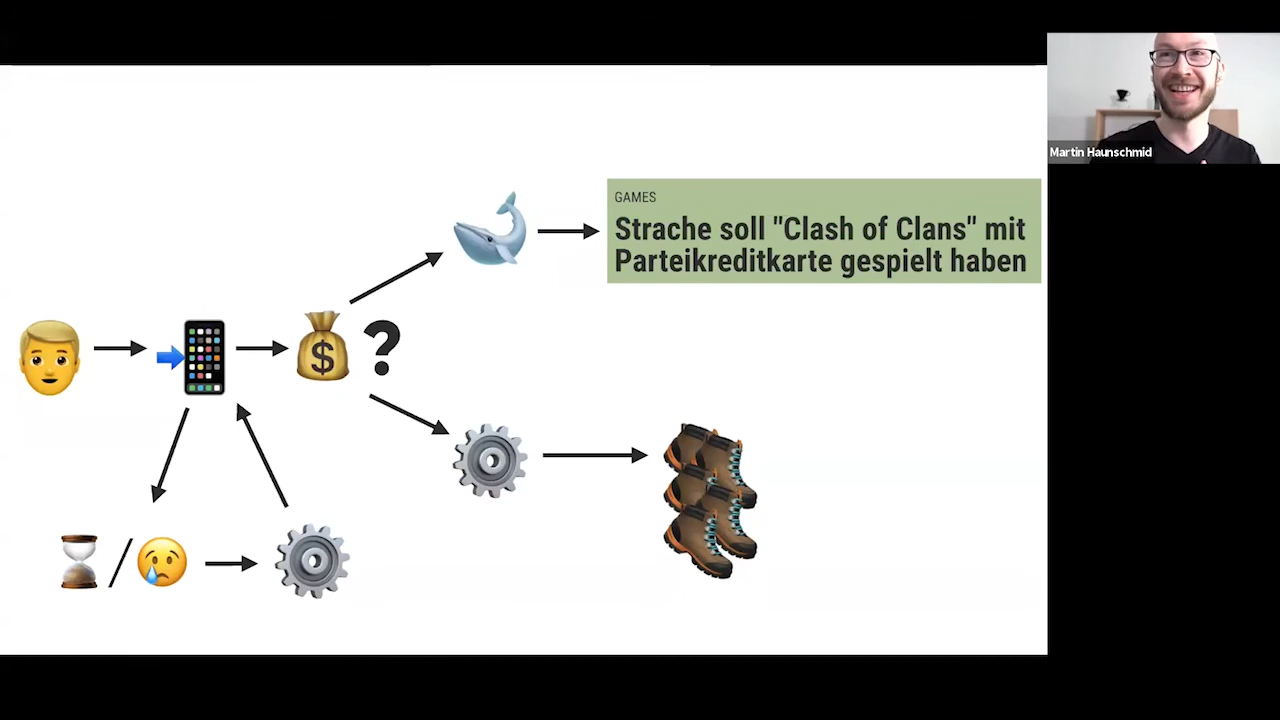 Martin Haunschmid
GAMES
Strache soll "Clash of Clans" mit
Parteikreditkarte gespielt haben
$ ?
/